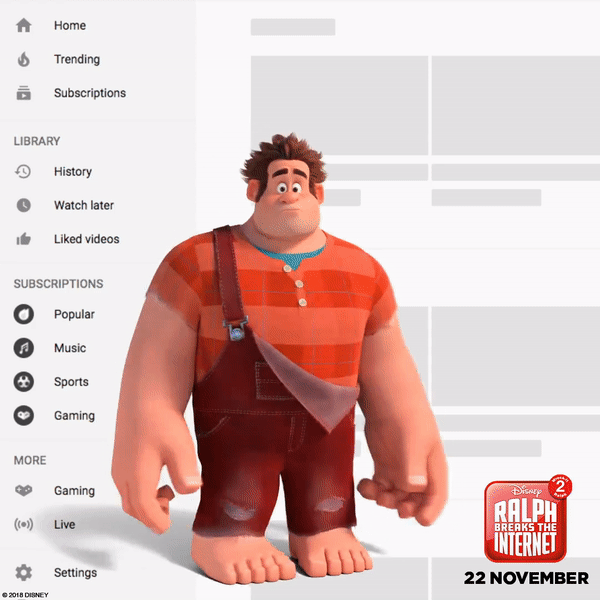 Home
Trending
Subscriptions
LIBRARY
History
Watch later
Liked videos
SUBSCRIPTIONS
Popular
Music
Sports
Gaming
MORE
Gaming
Live
Settings
© 2018 DISNEY
Disney
2
RALPH
BREAKS THE
INTERNET
22 NOVEMBER